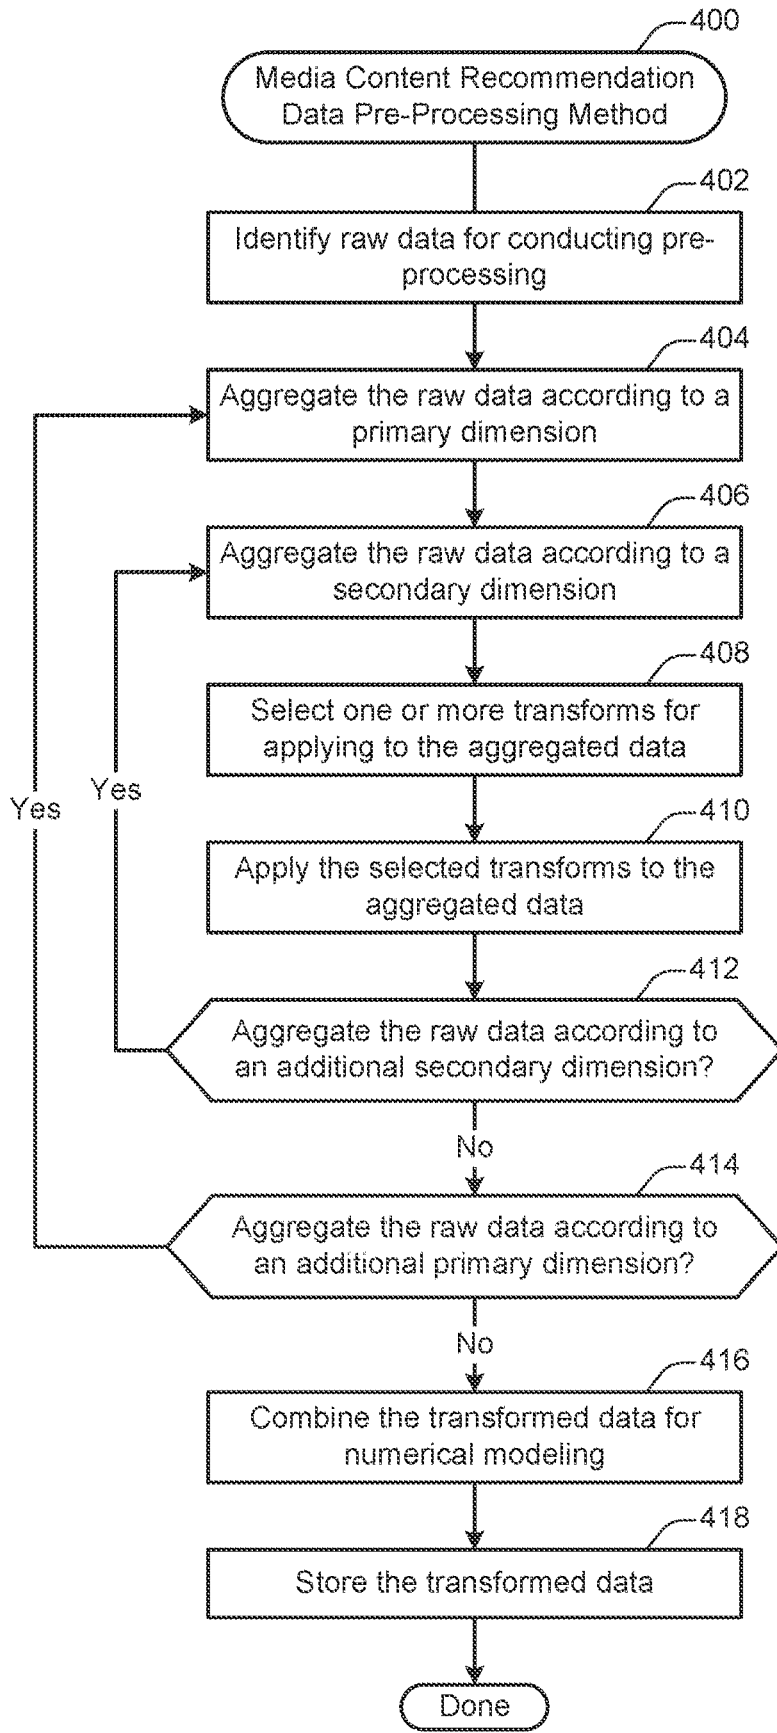 400
Media Content Recommendation
Data Pre-Processing Method
402
Identify raw data for conducting pre-
processing
404
Aggregate the raw data according to a
primary dimension
406
Aggregate the raw data according to a
secondary dimension
408
Select one or more transforms for
applying to the aggregated data
Yes
Yes
410
Apply the selected transforms to the
aggregated data
412
Aggregate the raw data according to
an additional secondary dimension?
No
414
Aggregate the raw data according to
an additional primary dimension?
No
416
Combine the transformed data for
numerical modeling
418
Store the transformed data
Done